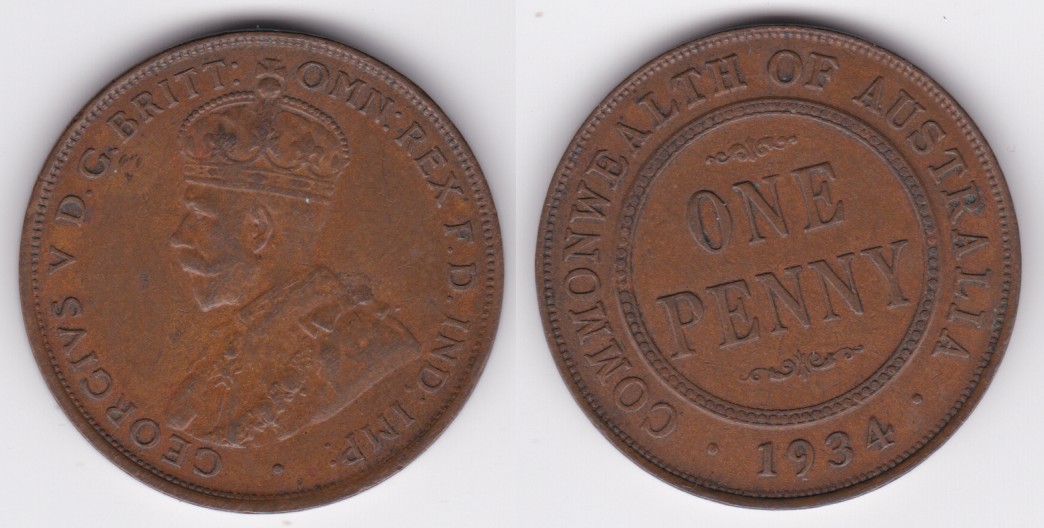 GEORGIVS V D.G. BRITT: OMN: REX F.D. IND: IMP:
COMMONWEALTH OF AUSTRALIA
ONE
PENNY
· 1934 ·